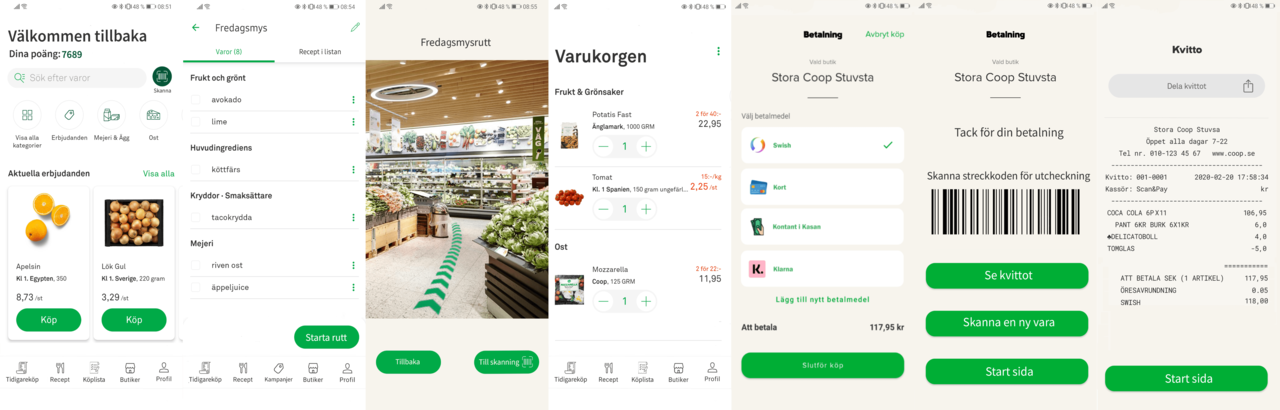 08:51
48 %
Välkommen tillbaka
Dina poäng: 7689
Sök efter varor
Skanna
Visa alla
kategorier
Erbjudanden
Mejeri & Ägg
Ost
Aktuella erbjudanden
Visa alla
Apelsin
Kl 1. Egypten, 350
8,73 /st
Köp
Lök Gul
Kl 1. Sverige, 220 gram
3,29 /st
Köp
Tidigareköp
Recept
Köplista
Butiker
Profil
48 %
08:54
Fredagsmys
Varor (8)
Recept i listan
Frukt och grönt
avokado
lime
Huvudingrediens
köttfärs
Kryddor - Smaksättare
tacokrydda
Mejeri
riven ost
äppeljuice
Starta rutt
Tidigareköp
Recept
Kampanjer
Butiker
Profil
48 %
08:55
Fredagsmysrutt
VÄG
Tillbaka
Till skanning
48 %
Varukorgen
Frukt & Grönsaker
Potatis Fast
2 för 40:-
Änglamark, 1000 GRM
22,95
1
Tomat
15:-/kg
Kl. 1 Spanien, 150 gram ungefärl...
2,25 /st
1
Ost
Mozzarella
2 för 22:-
Coop, 125 GRM
11,95
1
Tidigareköp
Recept
Köplista
Butiker
Profil
48 %
Betalning
Avbryt köp
Vald butik
Stora Coop Stuvsta
Välj betalmedel
Swish
Kort
Kontant i Kasan
K.
Klarna
Lägg till nytt betalmedel
Att betala
117,95 kr
Slutför köp
48 %
Betalning
Vald butik
Stora Coop Stuvsta
Tack för din betalning
Skanna streckkoden för utcheckning
Se kvittot
Skanna en ny vara
Start sida
48 %
Kvitto
Dela kvittot
Stora Coop Stuvsa
Öppet alla dagar 7-22
Tel nr. 010-123 45 67 www.coop.se
Kvitto: 001-0001 2020-02-20 17:58:34
Kassör: Scan&Pay kr
COCA COLA 6PX11 106,95
PANT 6KR BURK 6X1KR 6,0
♠DELICATOBOLL 4,0
TOMGLAS -5,0
===========
ATT BETALA SEK (1 ARTIKEL) 117,95
ÖRESAVRUNDNING 0.05
SWISH 118,00
Start sida